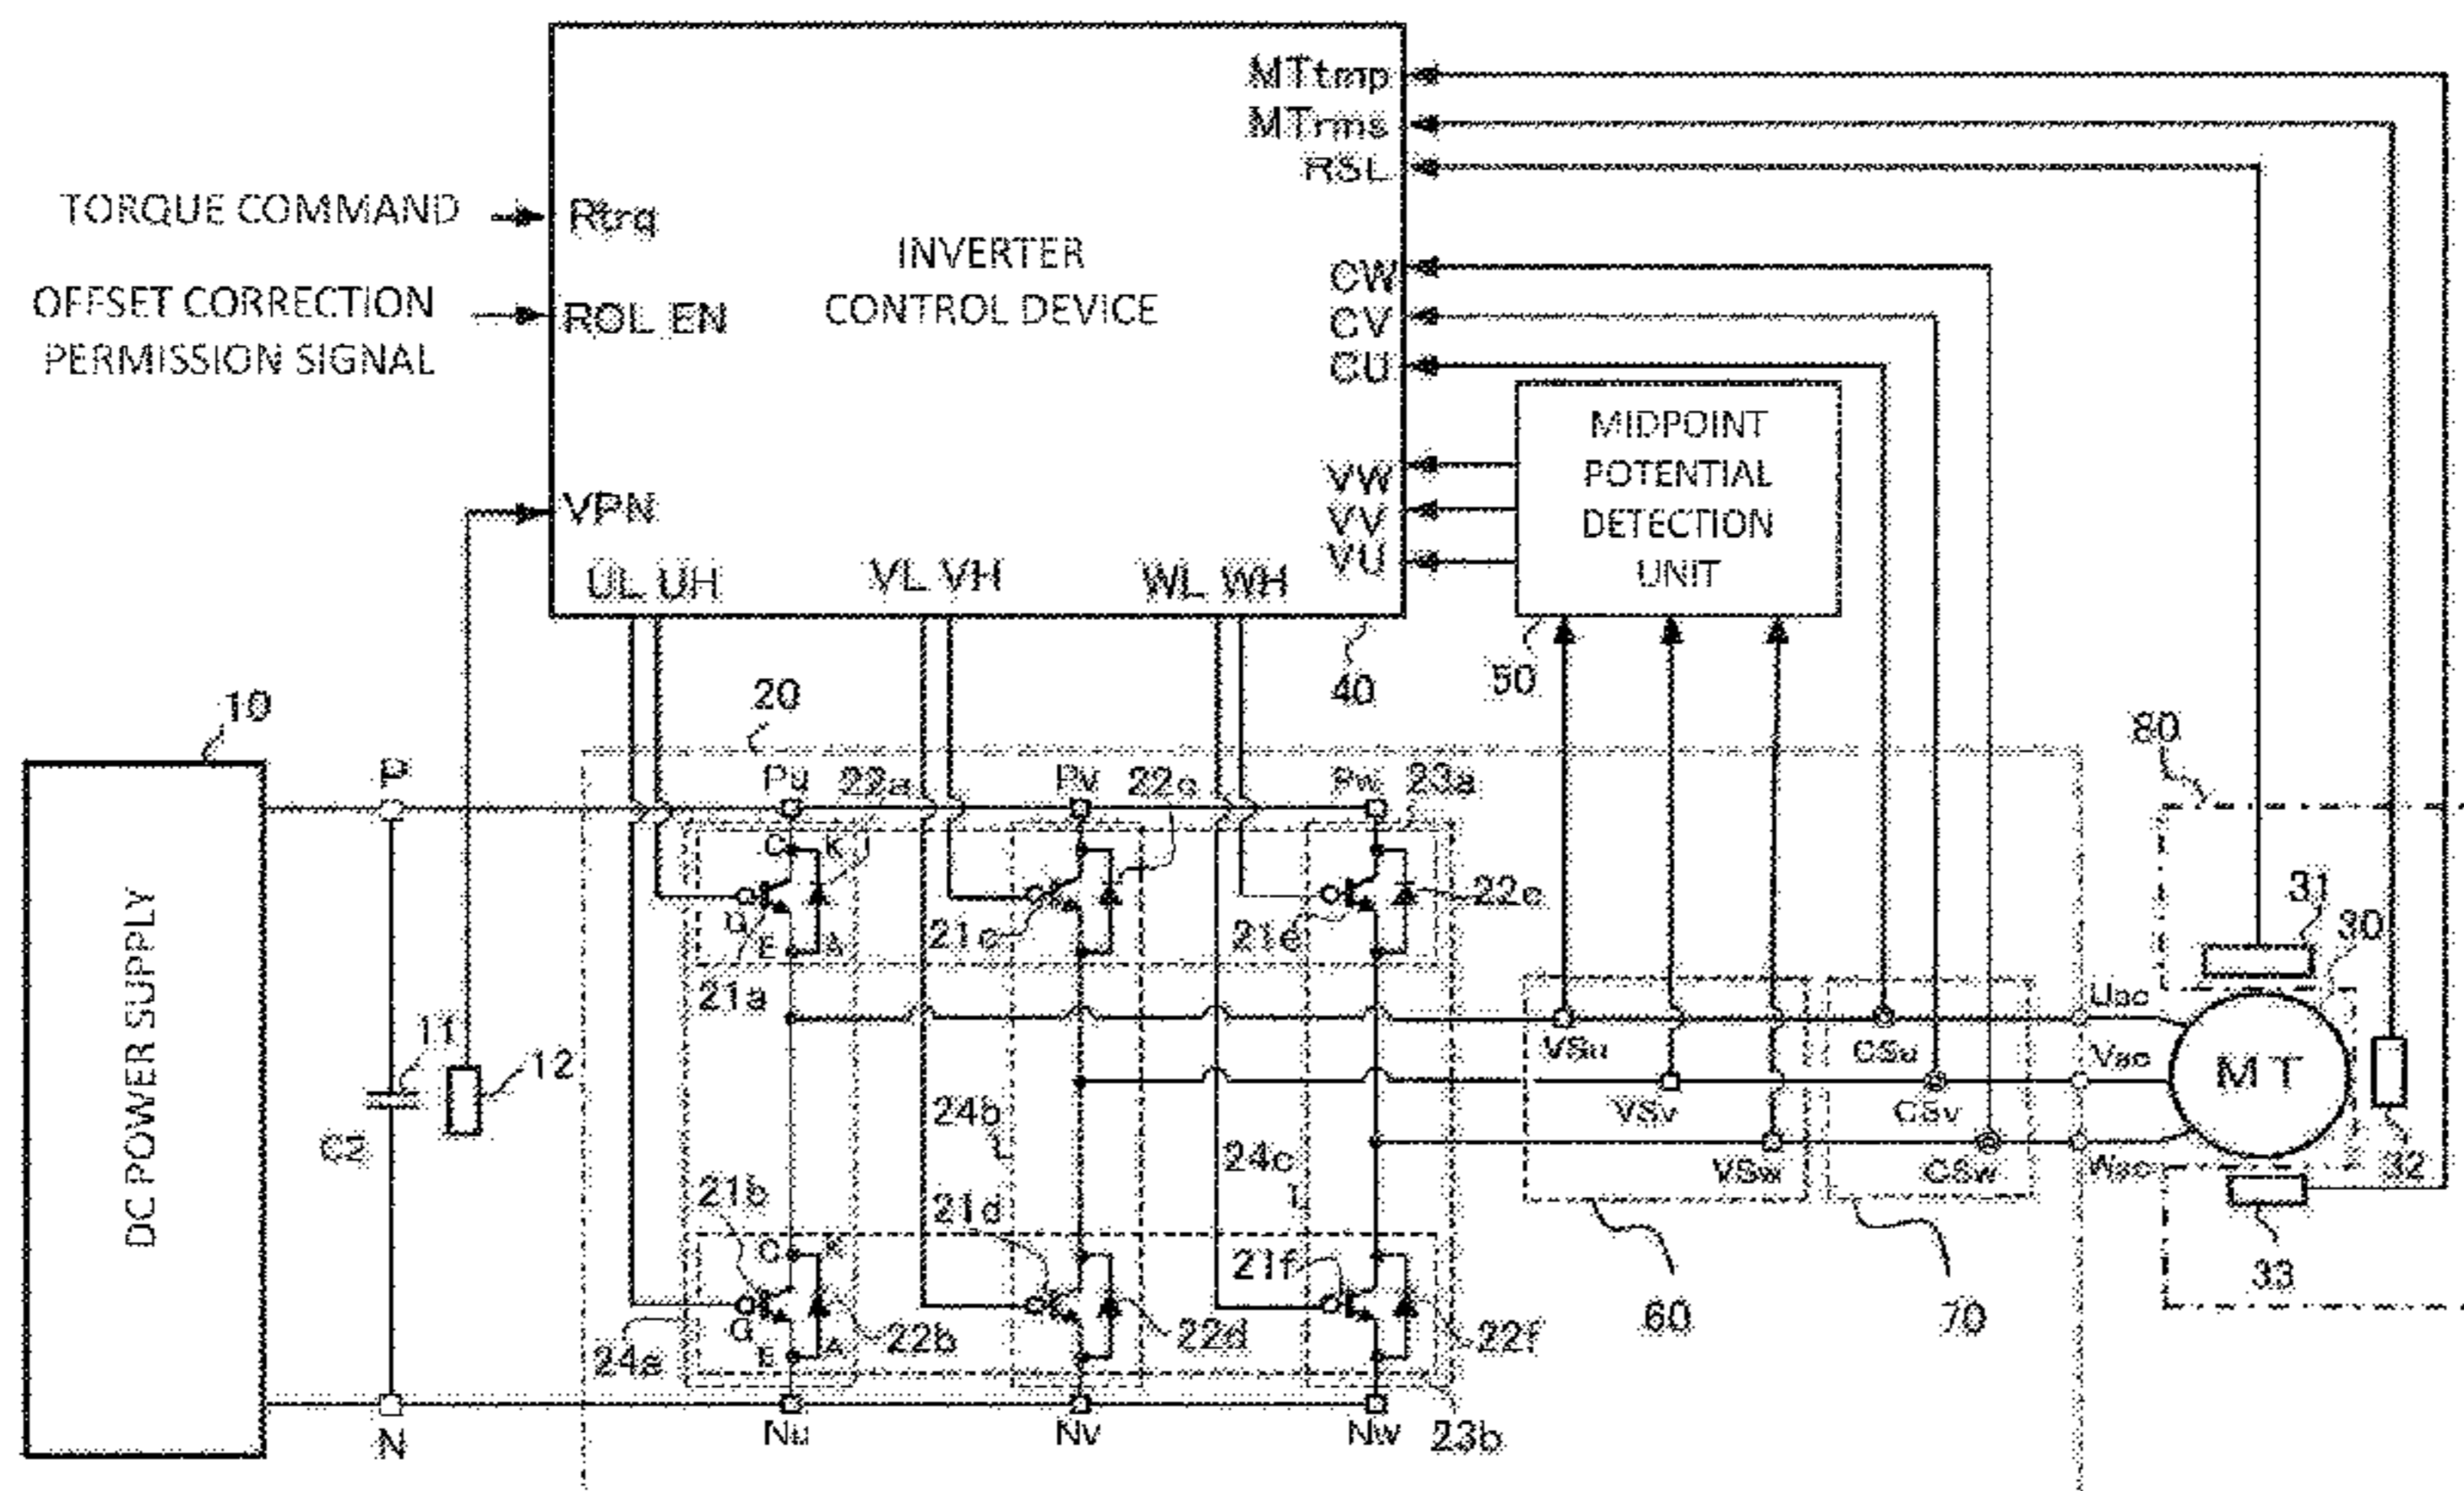 MTtmp
MTrms
RSL
TORQUE COMMAND
Rtrq
INVERTER
CONTROL DEVICE
CW
OFFSET CORRECTION
PERMISSION SIGNAL
ROL EN
CV
CU
MIDPOINT
POTENTIAL
DETECTION
UNIT
VPN
VW
VV
VU
UL UH
VL VH
WL WH
10
20
40
50
80
P
Pu
22a
Pv
22c
Pw
23a
DC POWER SUPPLY
C
K
G
E
A
21a
21c
21e
22e
31
30
11
12
C1
VSu
CSu
Uac
Vac
MT
24b
VSv
CSv
24c
VSw
CSw
Wac
32
21b
21d
21f
33
C
K
G
E
A
24a
22b
22d
22f
60
70
N
Nu
Nv
Nw
23b